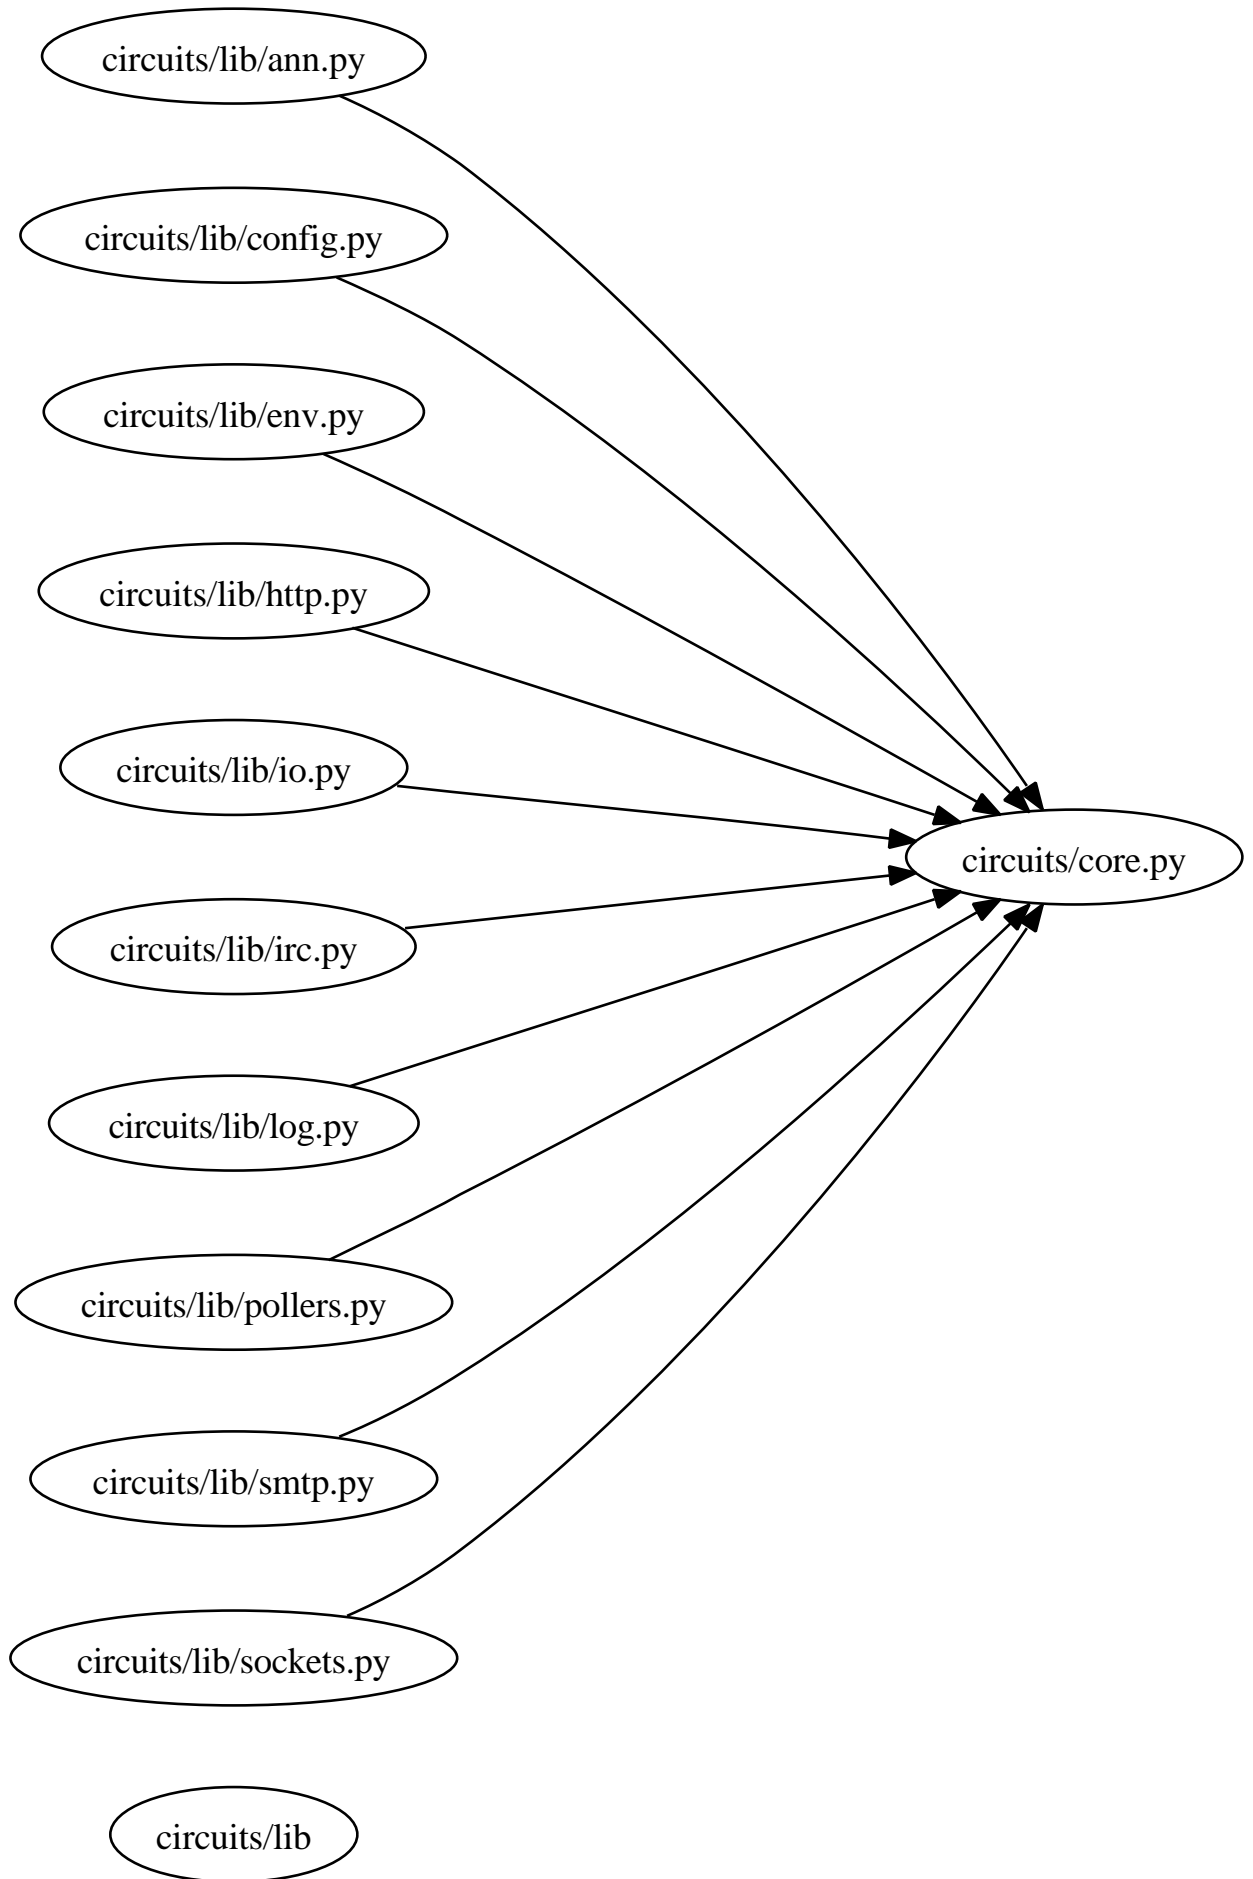 circuits/lib/ann.py
circuits/lib/config.py
circuits/lib/env.py
circuits/lib/http.py
circuits/lib/io.py
circuits/core.py
circuits/lib/irc.py
circuits/lib/log.py
circuits/lib/pollers.py
circuits/lib/smtp.py
circuits/lib/sockets.py
circuits/lib